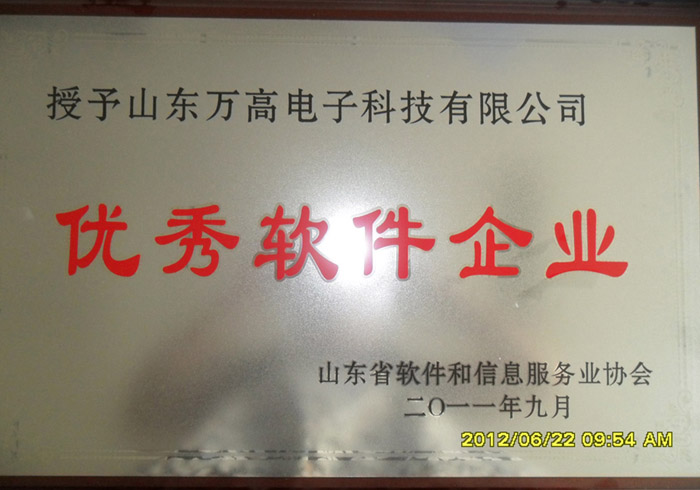 授予山东万高电子科技有限公司
优秀软件企业
山东省软件和信息服务业协会
二〇一一年九月
2012/06/22 09:54 AM